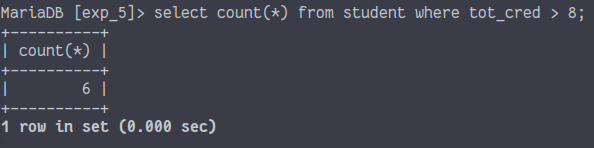 MariaDB [exp_5]> select count(*) from student where tot_cred > 8;
+----------+
| count(*) |
+----------+
|        6 |
+----------+
1 row in set (0.000 sec)